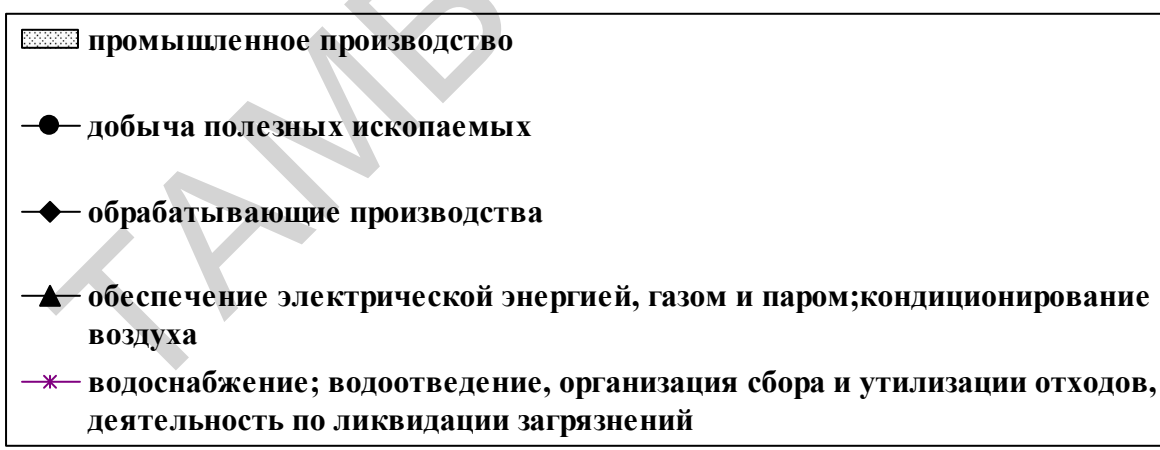 промышленное производство
добыча полезных ископаемых
обрабатывающие производства
обеспечение электрической энергией, газом и паром;кондиционирование
воздуха
водоснабжение; водоотведение, организация сбора и утилизации отходов,
деятельность по ликвидации загрязнений
ТАМБ